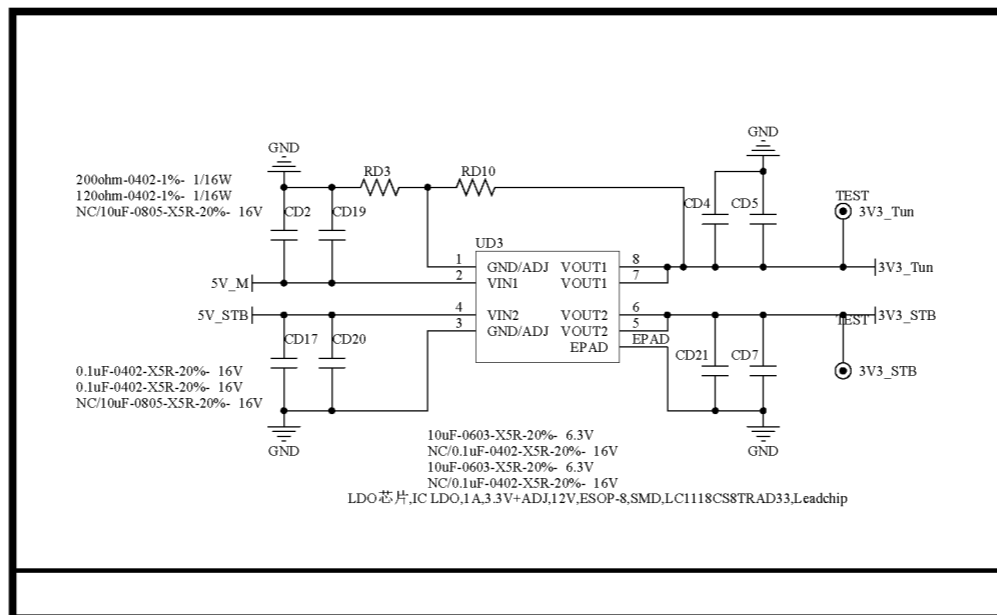 GND
GND
200ohm-0402-1%- 1/16W
120ohm-0402-1%- 1/16W
NC/10uF-0805-X5R-20%- 16V
RD3
RD10
CD2
CD19
CD4
CD5
TEST
3V3_Tun
UD3
1
GND/ADJ
VOUT1
8
3V3_Tun
5V_M
2
VIN1
VOUT1
7
5V_STB
4
VIN2
VOUT2
6
3V3_STB
3
GND/ADJ
VOUT2
5
TEST
EPAD
EPAD
CD17
CD20
CD21
CD7
3V3_STB
0.1uF-0402-X5R-20%- 16V
0.1uF-0402-X5R-20%- 16V
NC/10uF-0805-X5R-20%- 16V
GND
GND
10uF-0603-X5R-20%- 6.3V
NC/0.1uF-0402-X5R-20%- 16V
10uF-0603-X5R-20%- 6.3V
NC/0.1uF-0402-X5R-20%- 16V
LDO芯片,IC LDO,1A,3.3V+ADJ,12V,ESOP-8,SMD,LC1118CS8TRAD33,Leadchip